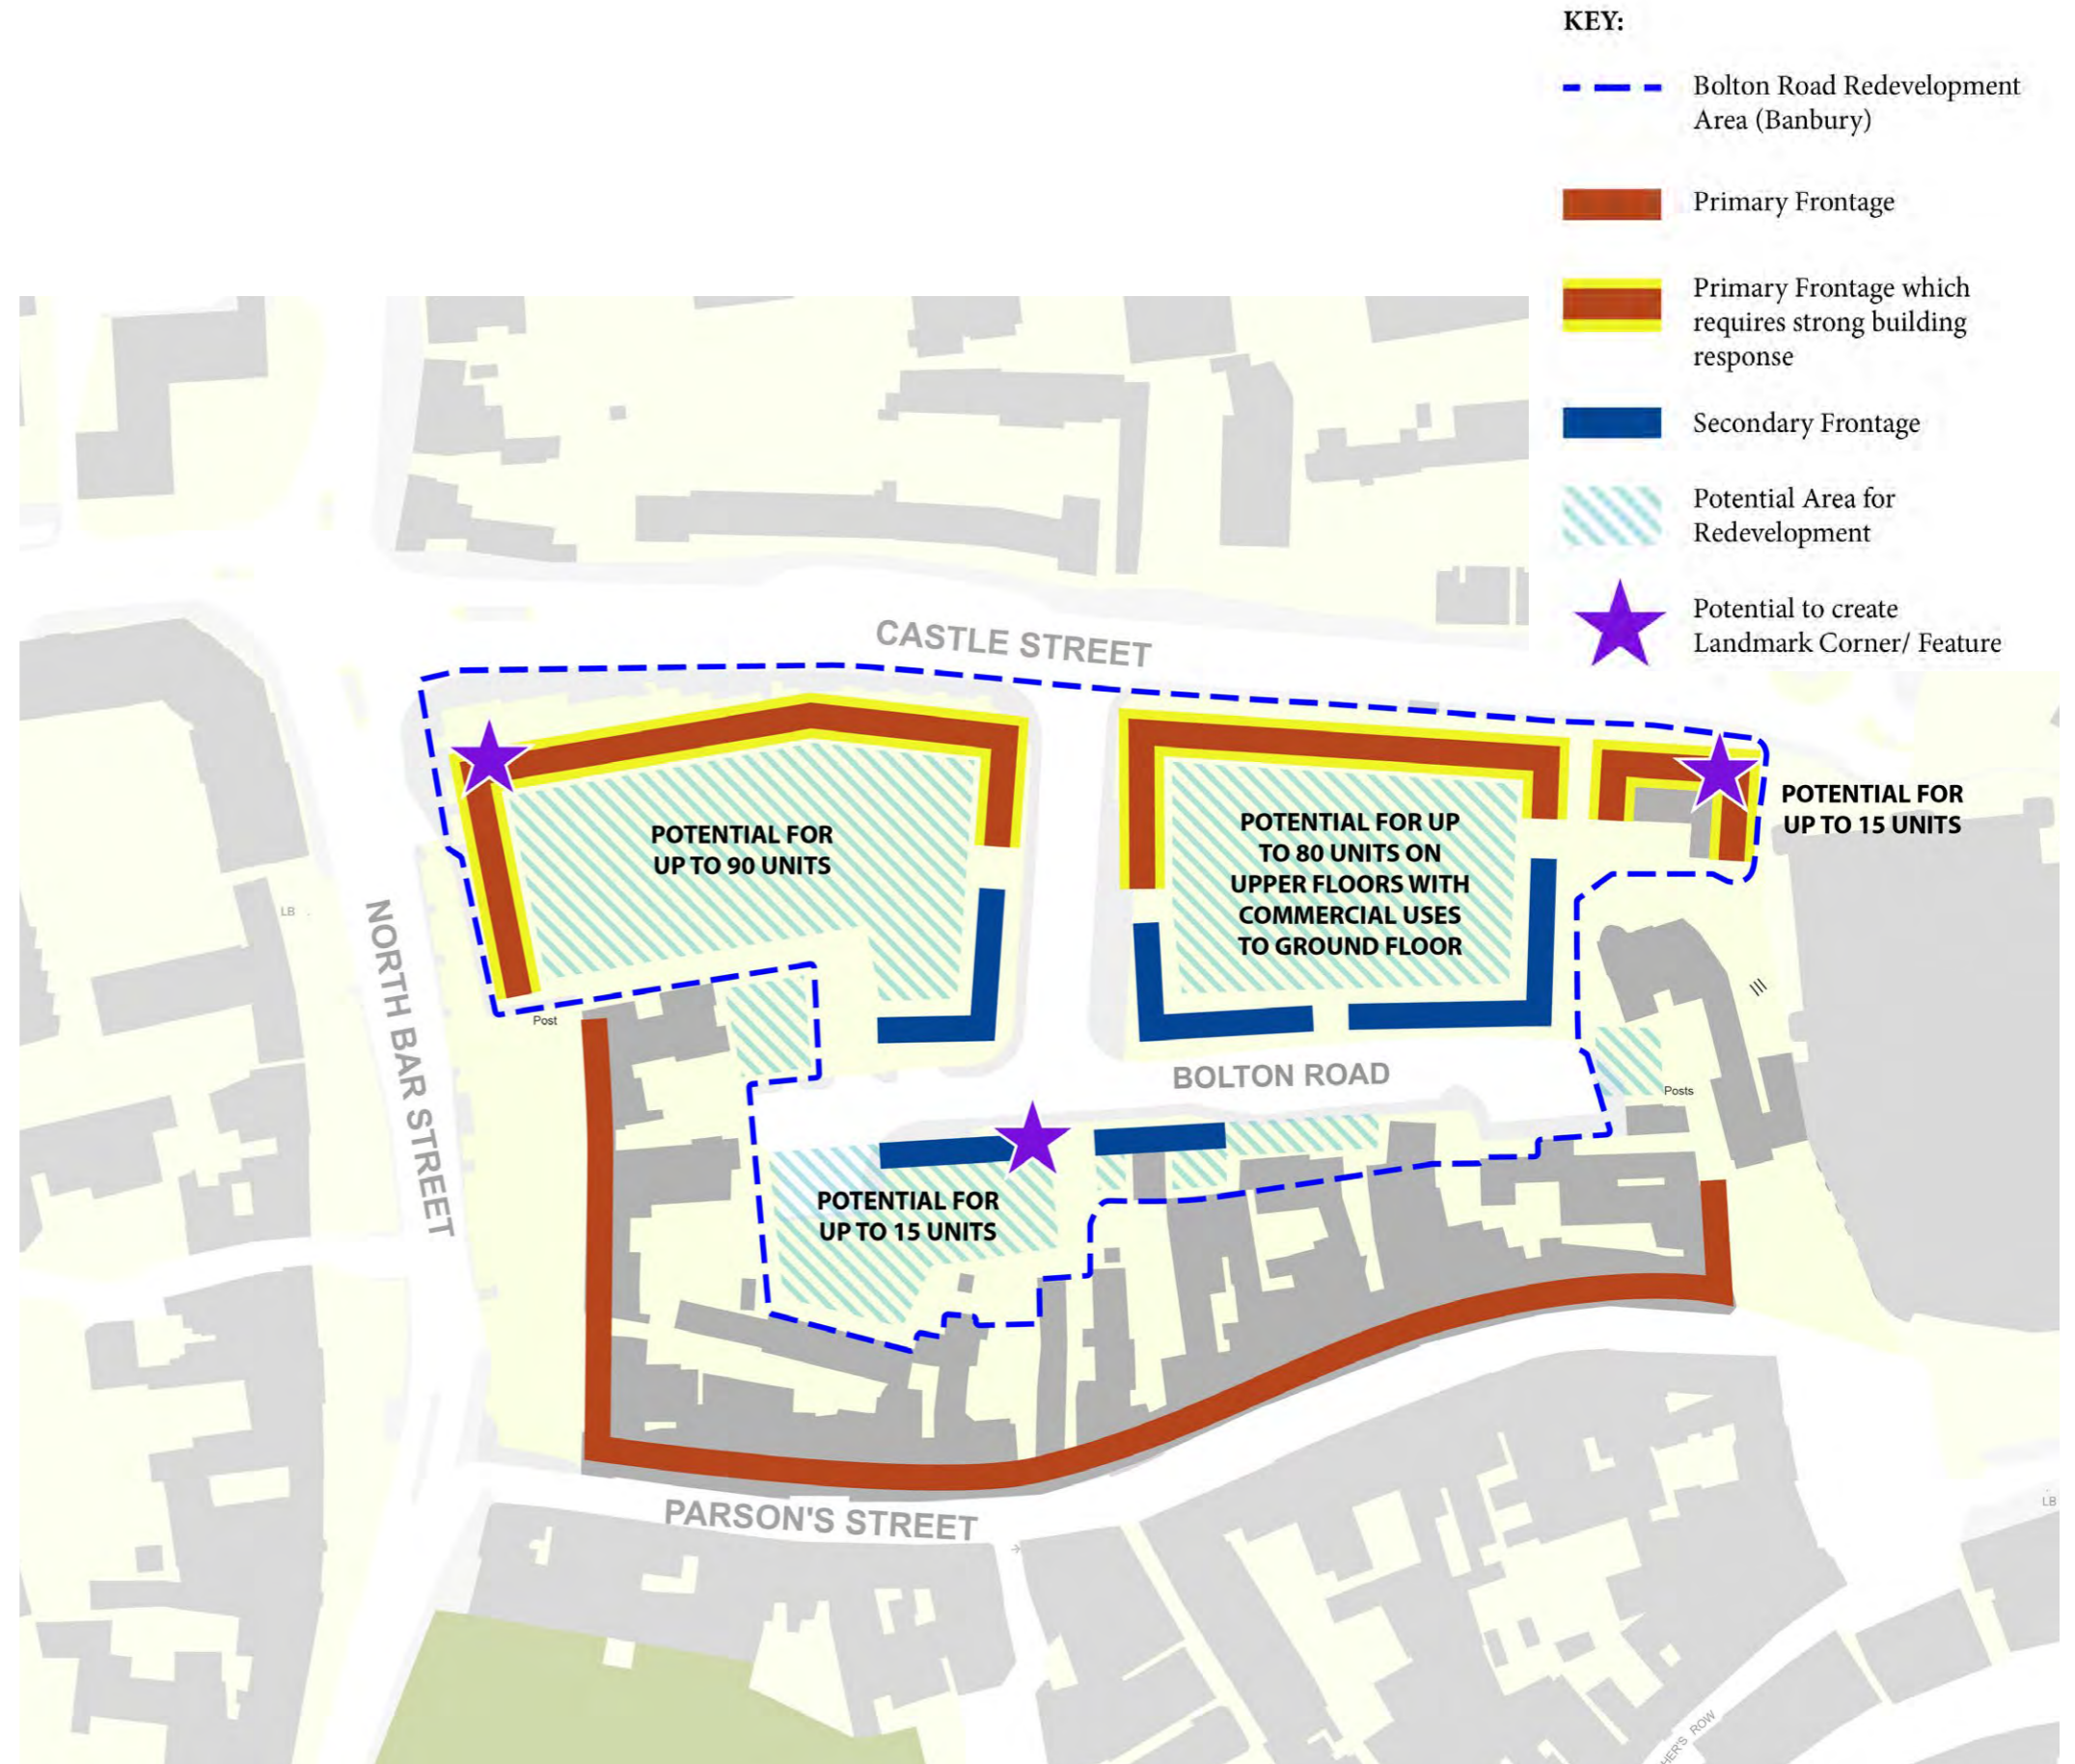 KEY:
Bolton Road Redevelopment
Area (Banbury)
Primary Frontage
Primary Frontage which
requires strong building
response
Secondary Frontage
Potential Area for
Redevelopment
Potential to create
Landmark Corner/ Feature
CASTLE STREET
POTENTIAL FOR
UP TO 15 UNITS
POTENTIAL FOR
UP TO 90 UNITS
POTENTIAL FOR UP
TO 80 UNITS ON
UPPER FLOORS WITH
COMMERCIAL USES
TO GROUND FLOOR
LB
NORTH BAR STREET
Post
BOLTON ROAD
Posts
POTENTIAL FOR
UP TO 15 UNITS
PARSON'S STREET
LB
HER'S ROW